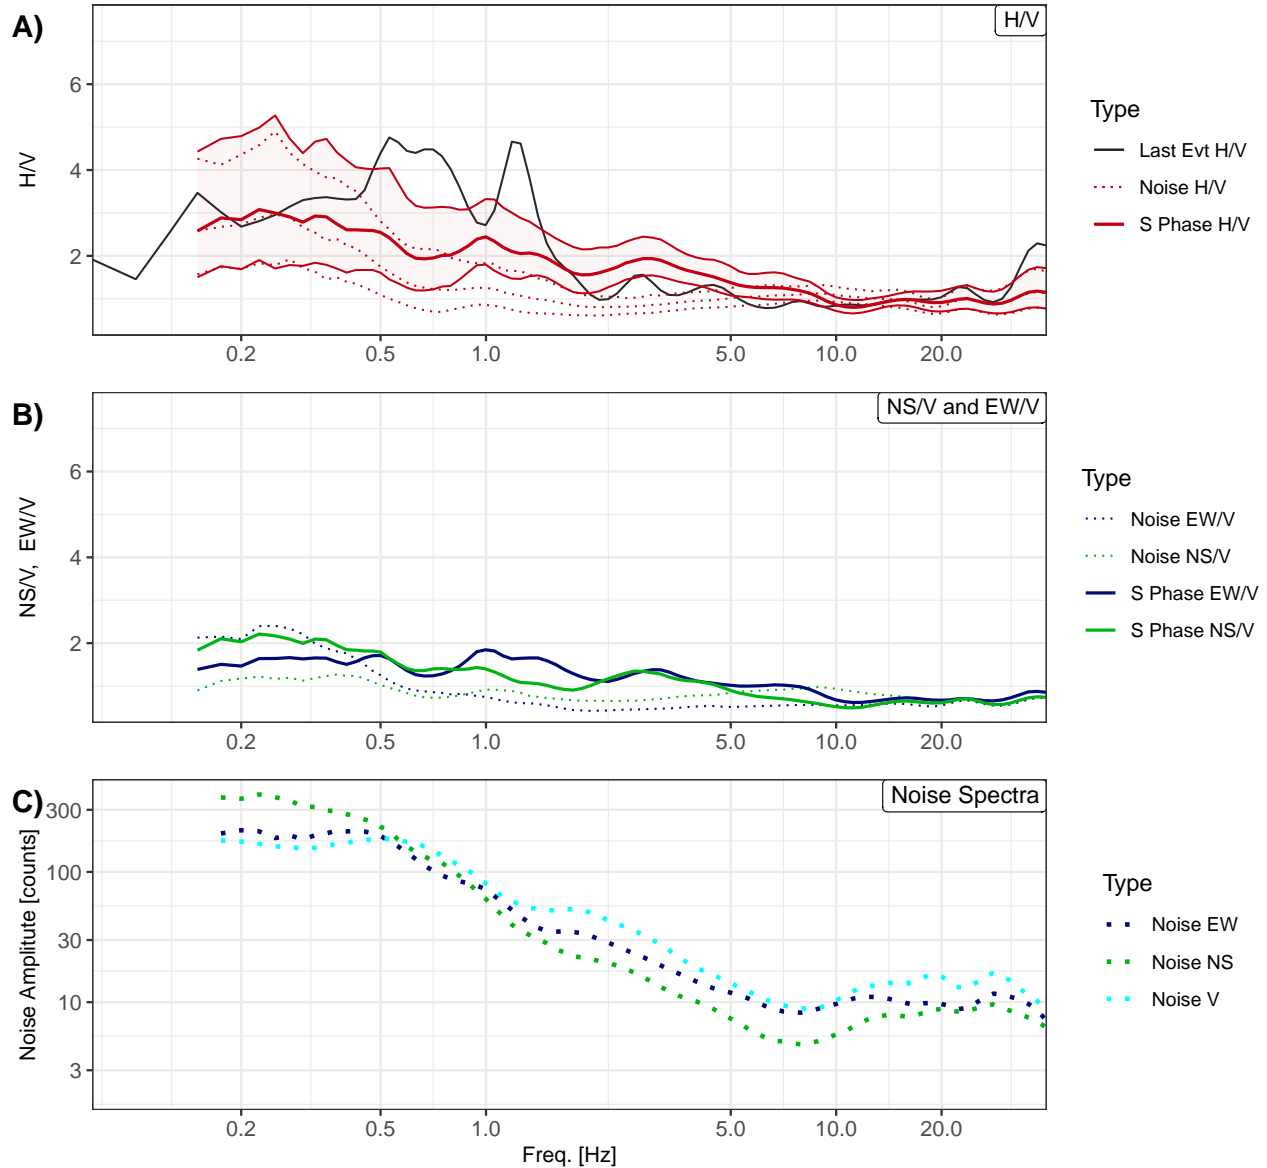 A)
H/V
6
4
2
H/V
0.2 0.5 1.0 5.0 10.0 20.0
Type
Last Evt H/V
Noise H/V
S Phase H/V
B)
NS/V and EW/V
6
4
2
NS/V, EW/V
0.2 0.5 1.0 5.0 10.0 20.0
Type
Noise EW/V
Noise NS/V
S Phase EW/V
S Phase NS/V
C)
Noise Spectra
300
100
30
10
3
Noise Amplitute [counts]
0.2 0.5 1.0 5.0 10.0 20.0
Freq. [Hz]
Type
Noise EW
Noise NS
Noise V